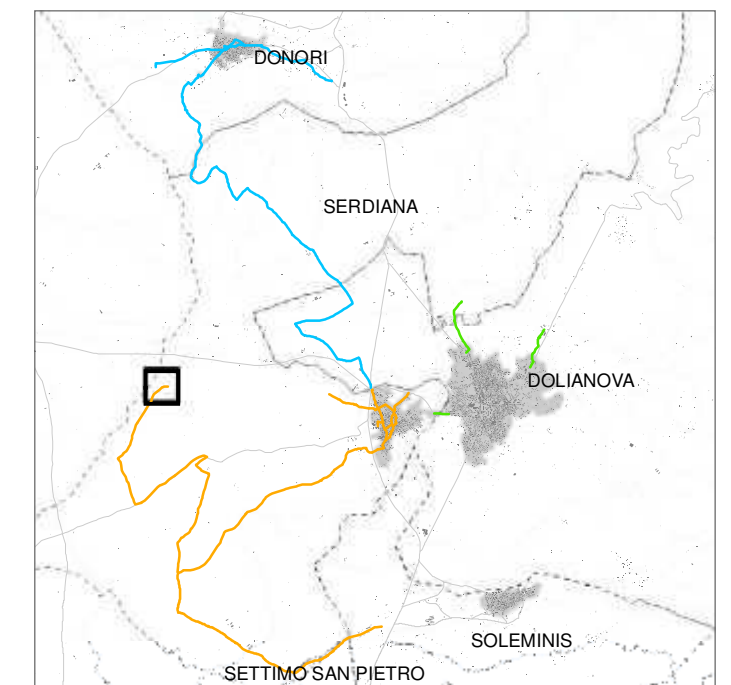 DONORI
SERDIANA
DOLIANOVA
SOLEMINIS
SETTIMO SAN PIETRO